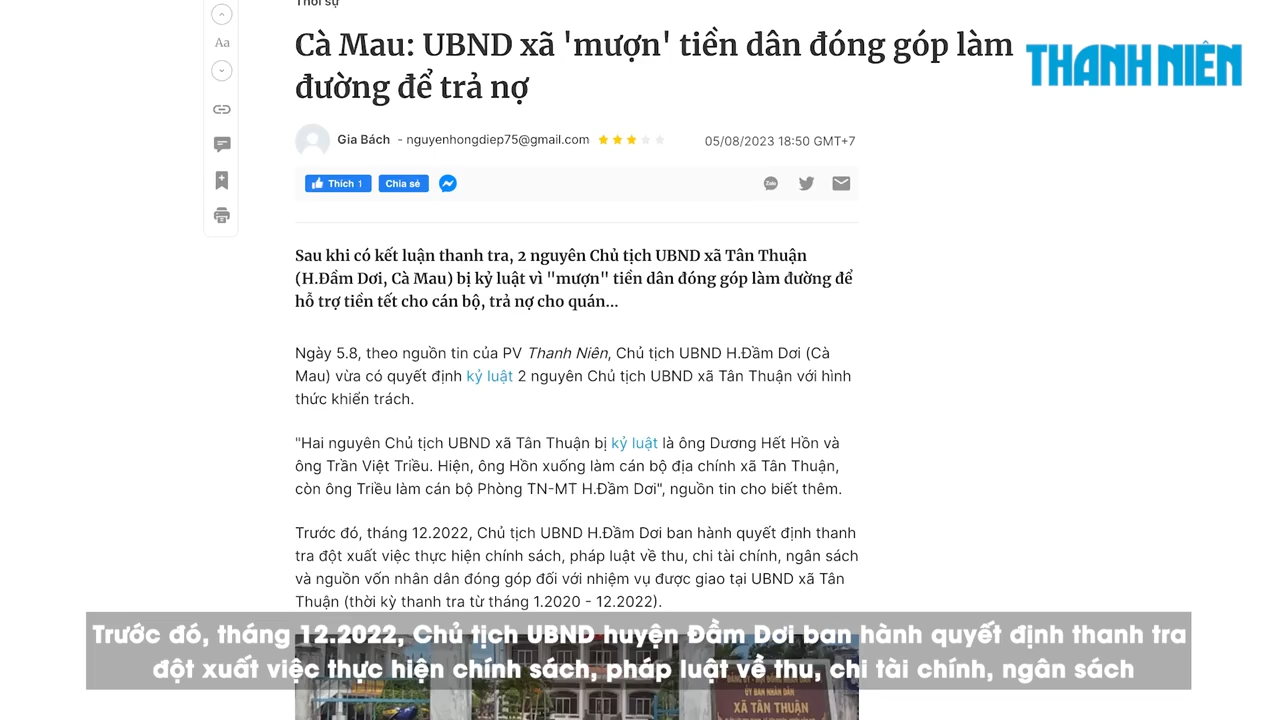 Thời sự
Aa
Cà Mau: UBND xã 'mượn' tiền dân đóng góp làm
đường để trả nợ
THANH NIÊN
Gia Bách - nguyenhongdiep75@gmail.com
05/08/2023 18:50 GMT+7
Thích 1
Chia sẻ
Zalo
Sau khi có kết luận thanh tra, 2 nguyên Chủ tịch UBND xã Tân Thuận
(H.Đầm Dơi, Cà Mau) bị kỷ luật vì "mượn" tiền dân đóng góp làm đường để
hỗ trợ tiền tết cho cán bộ, trả nợ cho quán...
Ngày 5.8, theo nguồn tin của PV Thanh Niên, Chủ tịch UBND H.Đầm Dơi (Cà
Mau) vừa có quyết định kỷ luật 2 nguyên Chủ tịch UBND xã Tân Thuận với hình
thức khiển trách.
"Hai nguyên Chủ tịch UBND xã Tân Thuận bị kỷ luật là ông Dương Hết Hồn và
ông Trần Việt Triều. Hiện, ông Hồn xuống làm cán bộ địa chính xã Tân Thuận,
còn ông Triều làm cán bộ Phòng TN-MT H.Đầm Dơi", nguồn tin cho biết thêm.
Trước đó, tháng 12.2022, Chủ tịch UBND H.Đầm Dơi ban hành quyết định thanh
tra đột xuất việc thực hiện chính sách, pháp luật về thu, chi tài chính, ngân sách
và nguồn vốn nhân dân đóng góp đối với nhiệm vụ được giao tại UBND xã Tân
Thuận (thời kỳ thanh tra từ tháng 1.2020 - 12.2022).
Trước đó, tháng 12.2022, Chủ tịch UBND huyện Đầm Dơi ban hành quyết định thanh tra
đột xuất việc thực hiện chính sách, pháp luật về thu, chi tài chính, ngân sách
ỦY BAN NHÂN DÂN
XÃ TÂN THUẬN